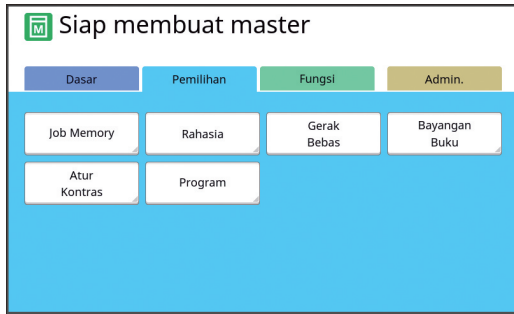 M Siap membuat master
Dasar Pemilihan Fungsi Admin.
Job Memory Rahasia Gerak Bebas Bayangan Buku
Atur Kontras Program